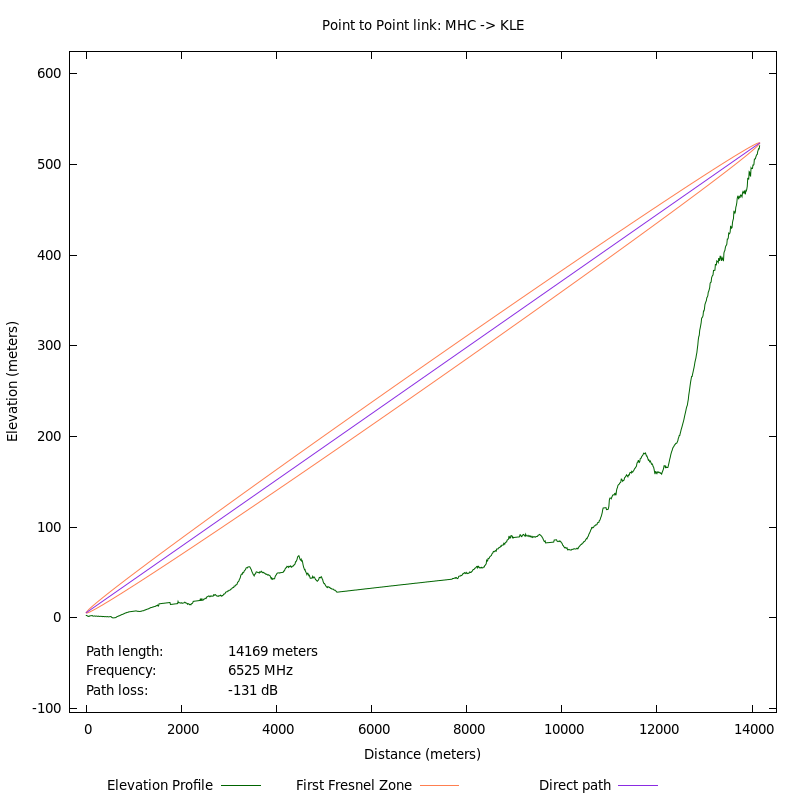 Point to Point link: MHC -> KLE
600
500
400
300
200
100
0
-100
Elevation (meters)
Path length: 14169 meters
Frequency: 6525 MHz
Path loss: -131 dB
0 2000 4000 6000 8000 10000 12000 14000
Distance (meters)
Elevation Profile First Fresnel Zone Direct path